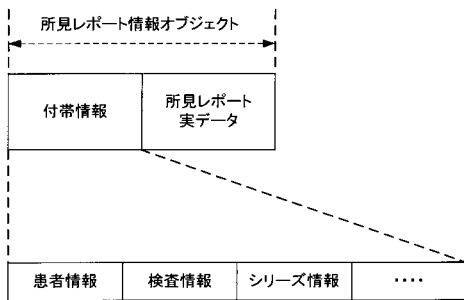 所見レポート情報オブジェクト
付帯情報
所見レポート
実データ
患者情報
検査情報
シリーズ情報
‥‥